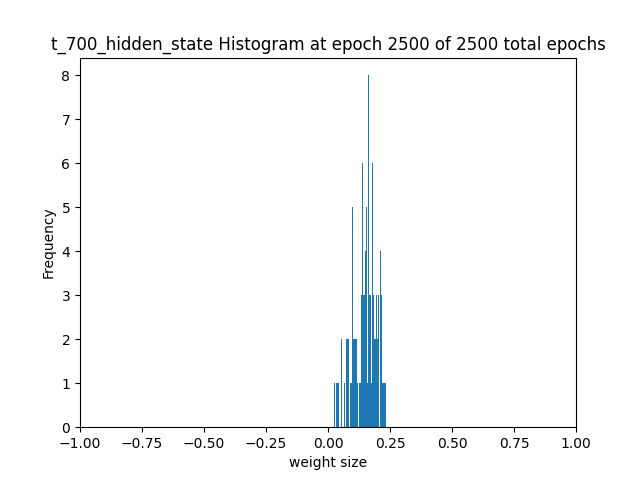 t_700_hidden_state Histogram at epoch 2500 of 2500 total epochs
8
7
6
5
4
3
2
1
0
Frequency
−1.00 −0.75 −0.50 −0.25 0.00 0.25 0.50 0.75 1.00
weight size